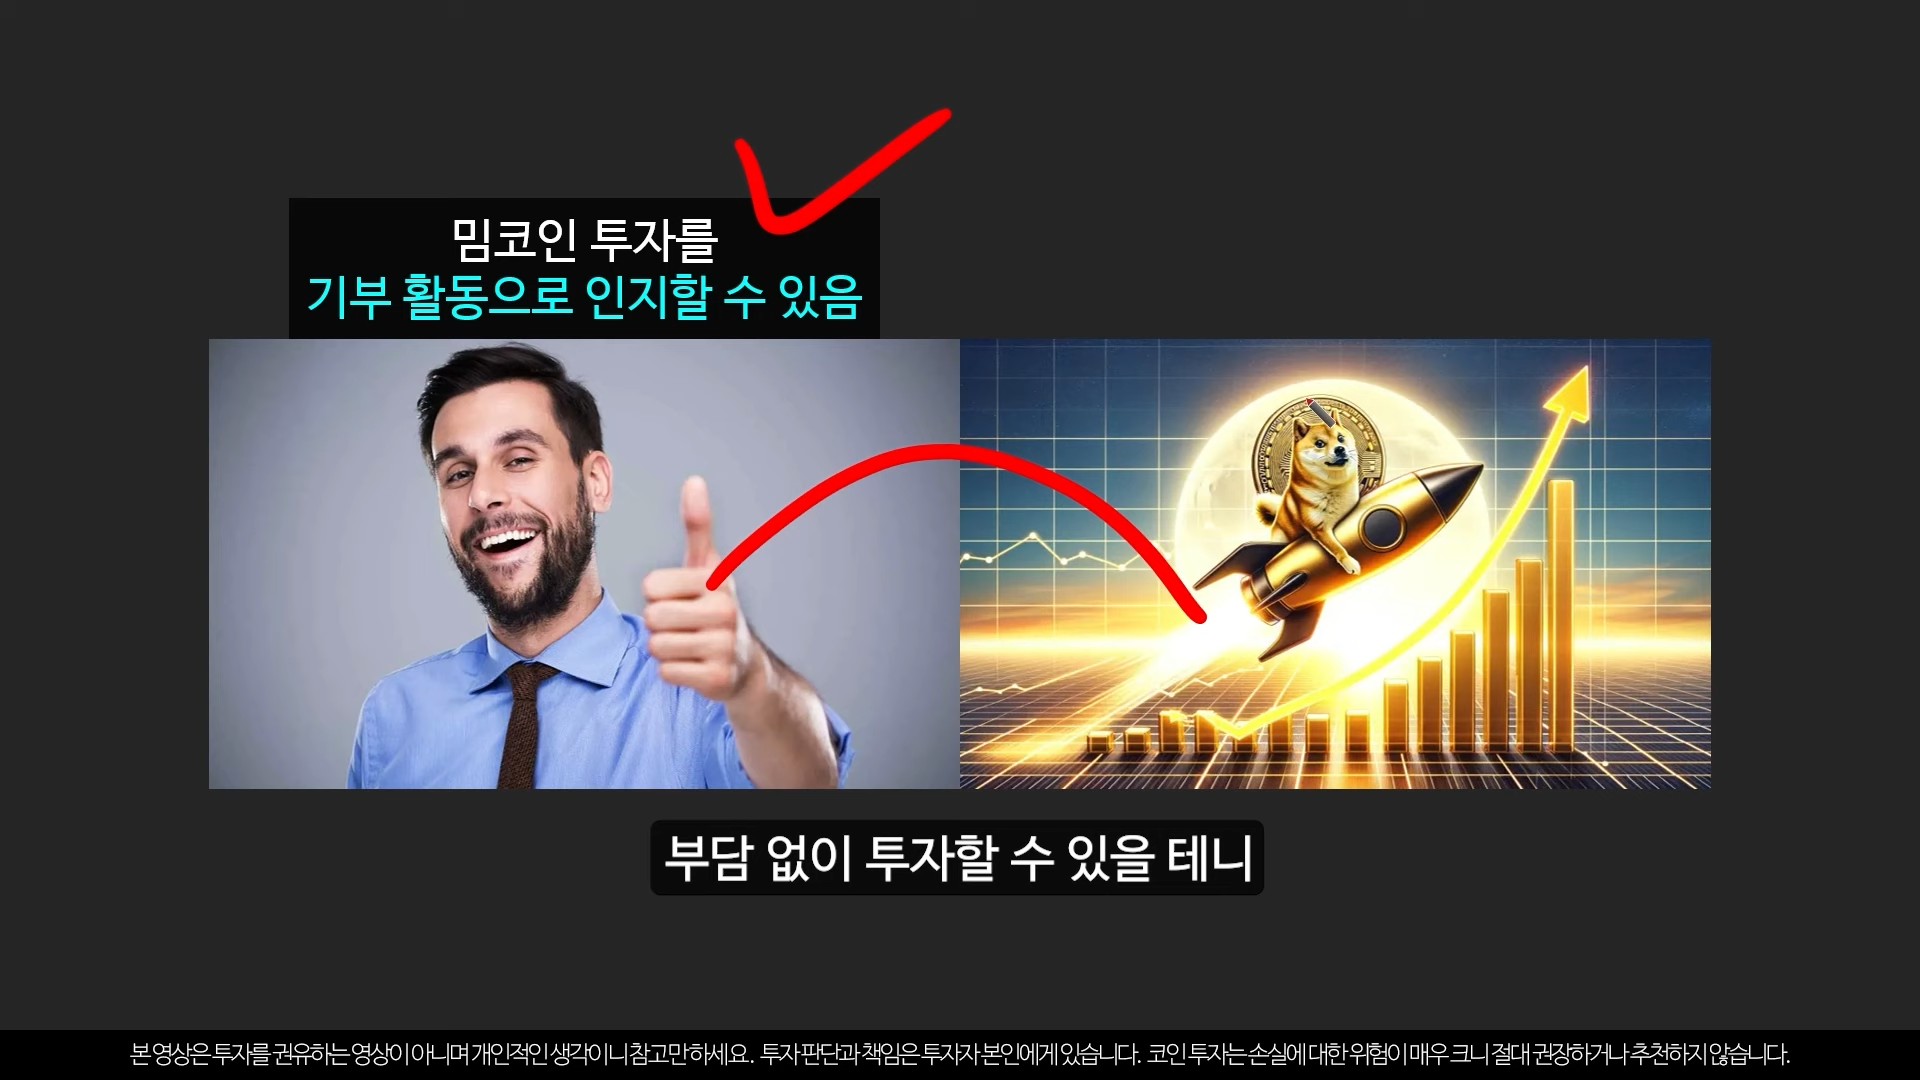 밈코인 투자를
기부 활동으로 인지할 수 있음
부담 없이 투자할 수 있을 테니
본 영상은 투자를 권유하는 영상이 아니며 개인적인 생각이니 참고만 하세요. 투자 판단과 책임은 투자자 본인에게 있습니다. 코인 투자는 손실에 대한 위험이 매우 크니 절대 권장하거나 추천하지 않습니다.